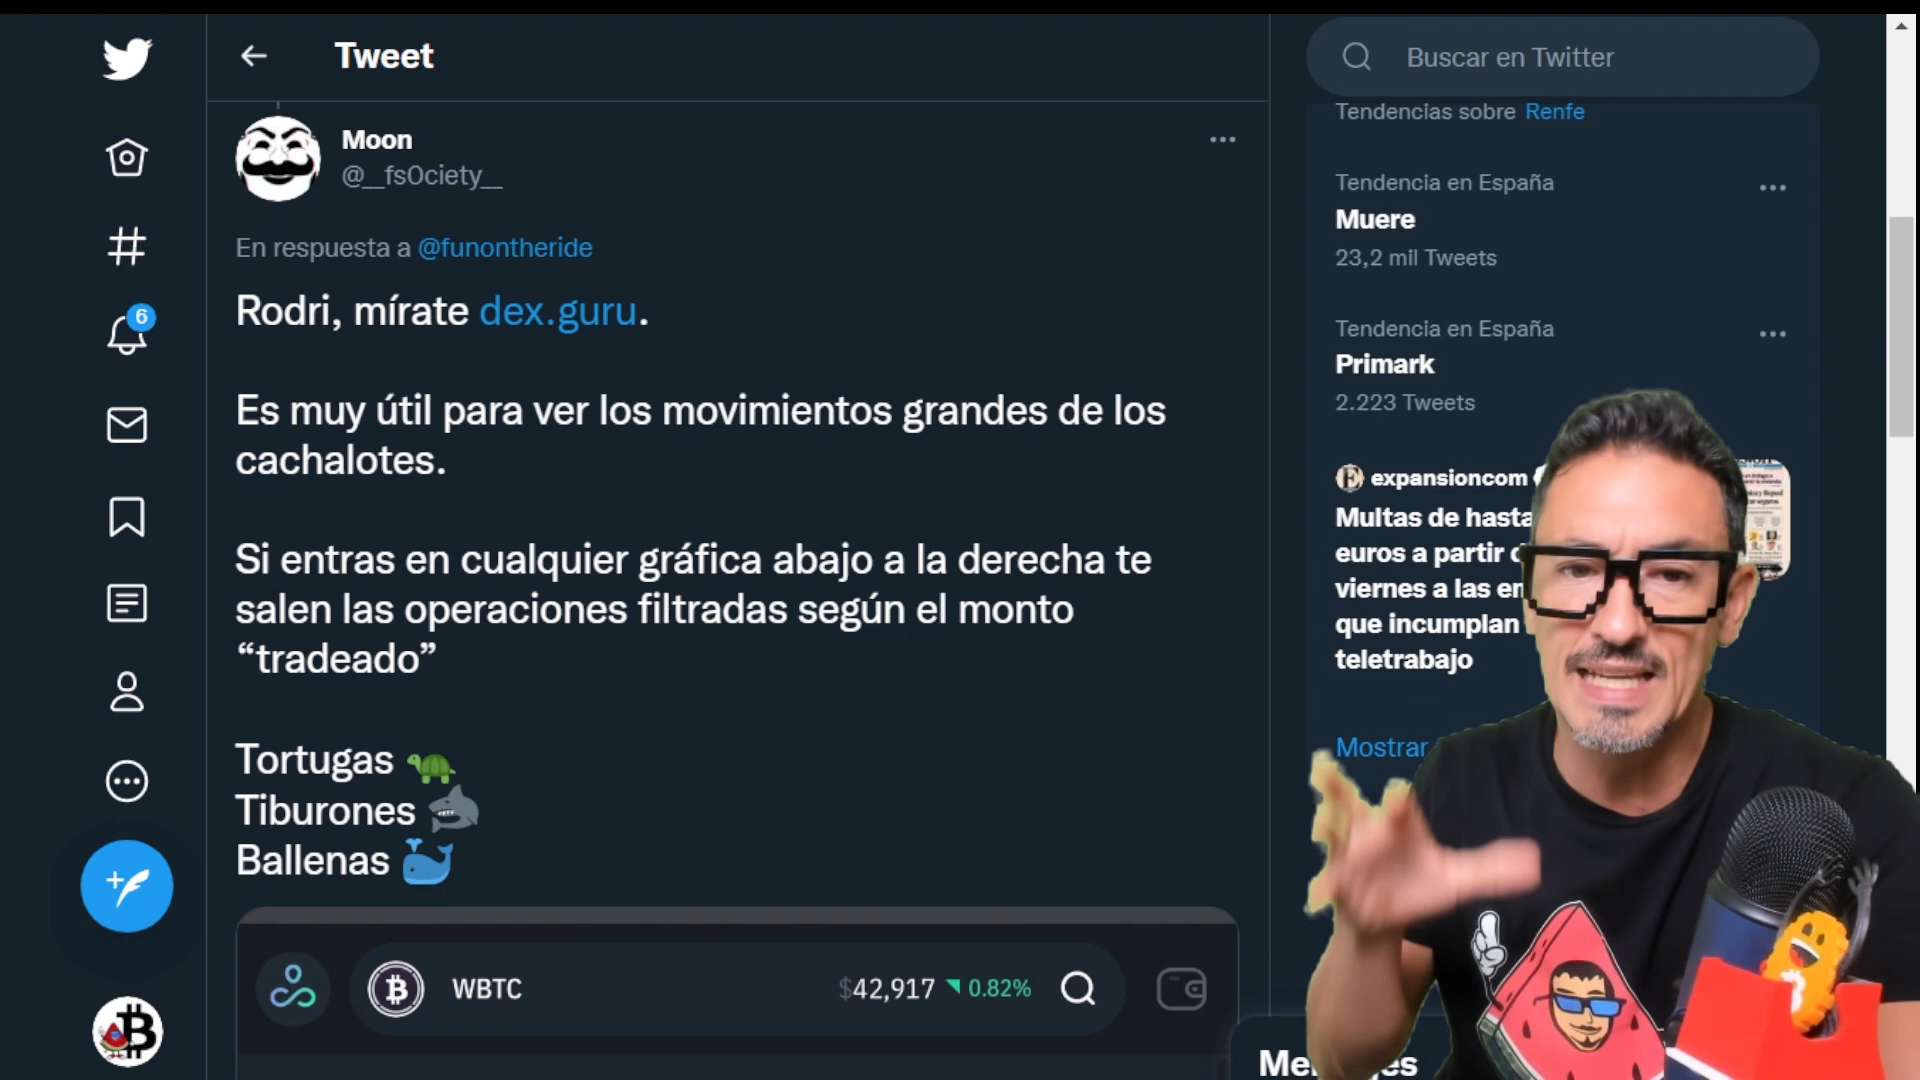 Tweet
Buscar en Twitter
Moon
@__fs0ciety__
En respuesta a @funontheride
Rodri, mírate dex.guru.
Es muy útil para ver los movimientos grandes de los
cachalotes.
Si entras en cualquier gráfica abajo a la derecha te
salen las operaciones filtradas según el monto
“tradeado”
Tortugas 🐢
Tiburones 🦈
Ballenas 🐳
WBTC
$42,917 0.82%
6
Tendencias sobre Renfe
Tendencia en España
Muere
23,2 mil Tweets
Tendencia en España
Primark
2.223 Tweets
expansioncom
Multas de hasta
euros a partir
viernes a las
que incumplan
teletrabajo
Mostrar